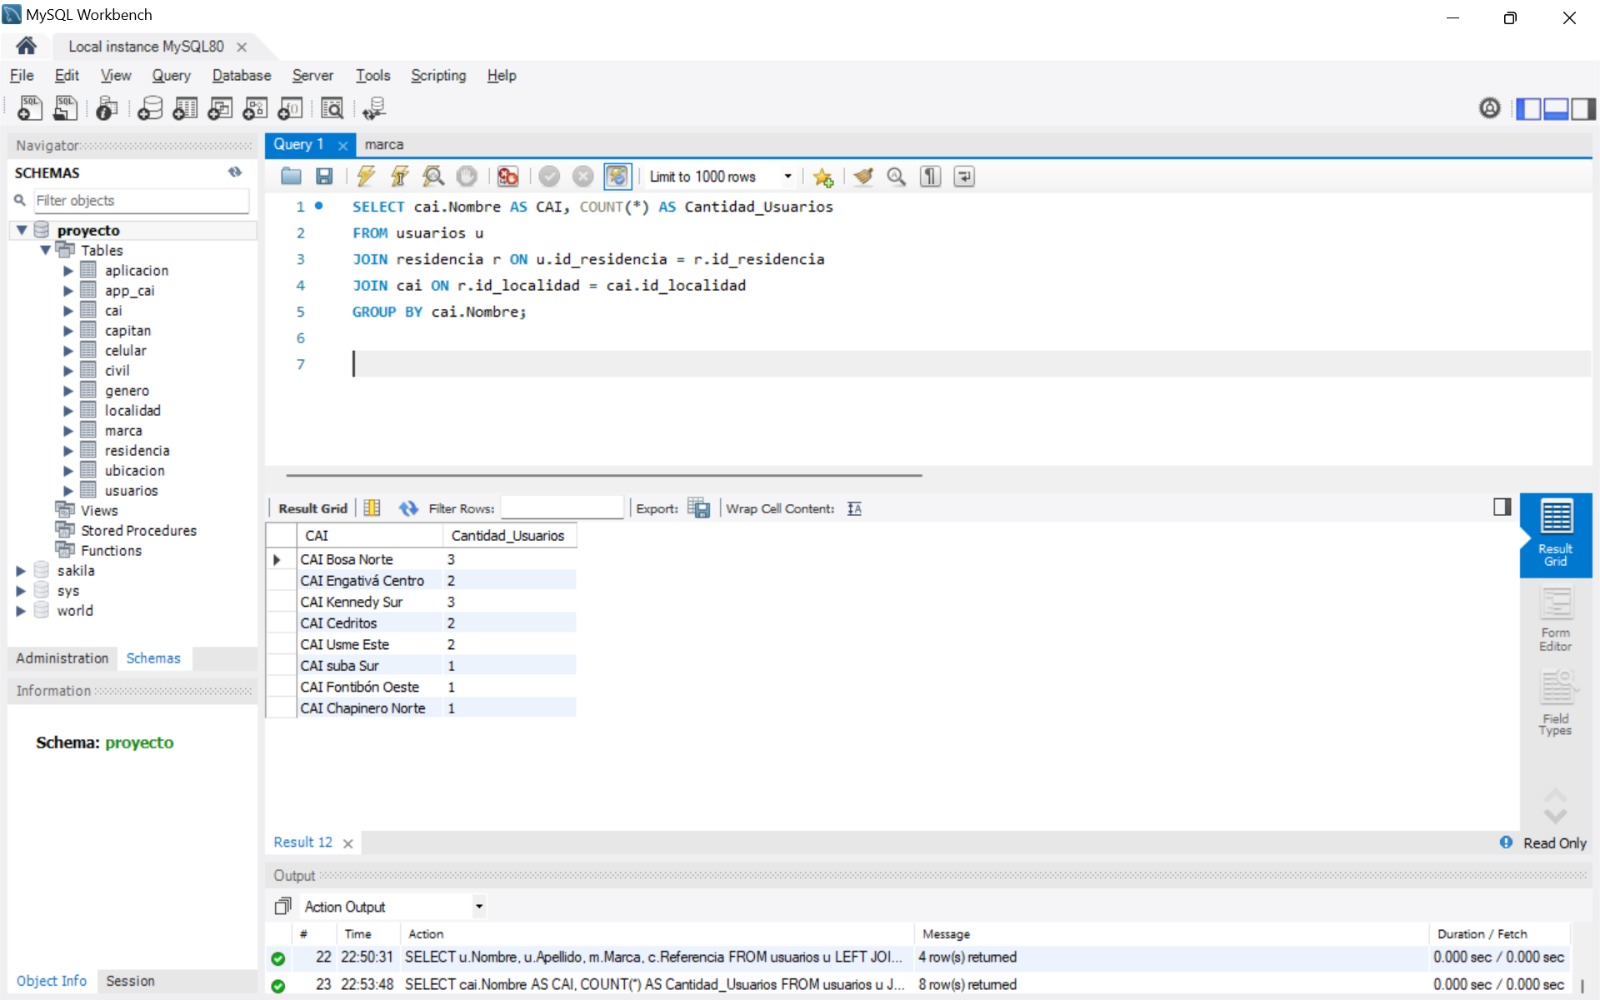 MySQL Workbench
Local instance MySQL80
File Edit View Query Database Server Tools Scripting Help
Navigator
SCHEMAS
Filter objects
proyecto
Tables
aplicacion
app_cai
cai
capitan
celular
civil
genero
localidad
marca
residencia
ubicacion
usuarios
Views
Stored Procedures
Functions
sakila
sys
world
Administration Schemas
Information
Schema: proyecto
Object Info Session
Query 1 marca
Limit to 1000 rows
1 SELECT cai.Nombre AS CAI, COUNT(*) AS Cantidad_Usuarios
2 FROM usuarios u
3 JOIN residencia r ON u.id_residencia = r.id_residencia
4 JOIN cai ON r.id_localidad = cai.id_localidad
5 GROUP BY cai.Nombre;
6
7
Result Grid Filter Rows: Export: Wrap Cell Content:
CAI Cantidad_Usuarios
CAI Bosa Norte 3
CAI Engativá Centro 2
CAI Kennedy Sur 3
CAI Cedritos 2
CAI Usme Este 2
CAI suba Sur 1
CAI Fontibón Oeste 1
CAI Chapinero Norte 1
Result
Grid
Form
Editor
Field
Types
Result 12 Read Only
Output
Action Output
# Time Action Message Duration / Fetch
22 22:50:31 SELECT u.Nombre, u.Apellido, m.Marca, c.Referencia FROM usuarios u LEFT JOI... 4 row(s) returned 0.000 sec / 0.000 sec
23 22:53:48 SELECT cai.Nombre AS CAI, COUNT(*) AS Cantidad_Usuarios FROM usuarios u J... 8 row(s) returned 0.000 sec / 0.000 sec